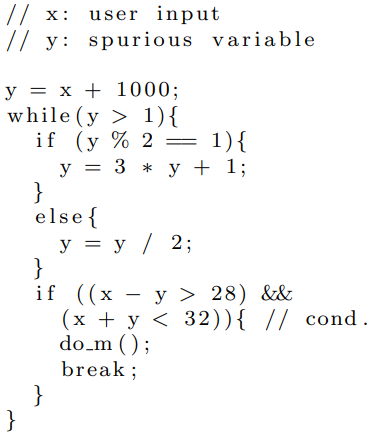 // x: user input
// y: spurious variable

y = x + 1000;
while(y > 1){
  if (y % 2 == 1){
    y = 3 * y + 1;
  }
  else{
    y = y / 2;
  }
  if ((x - y > 28) &&
    (x + y < 32)){ // cond.
    do_m();
    break;
  }
}